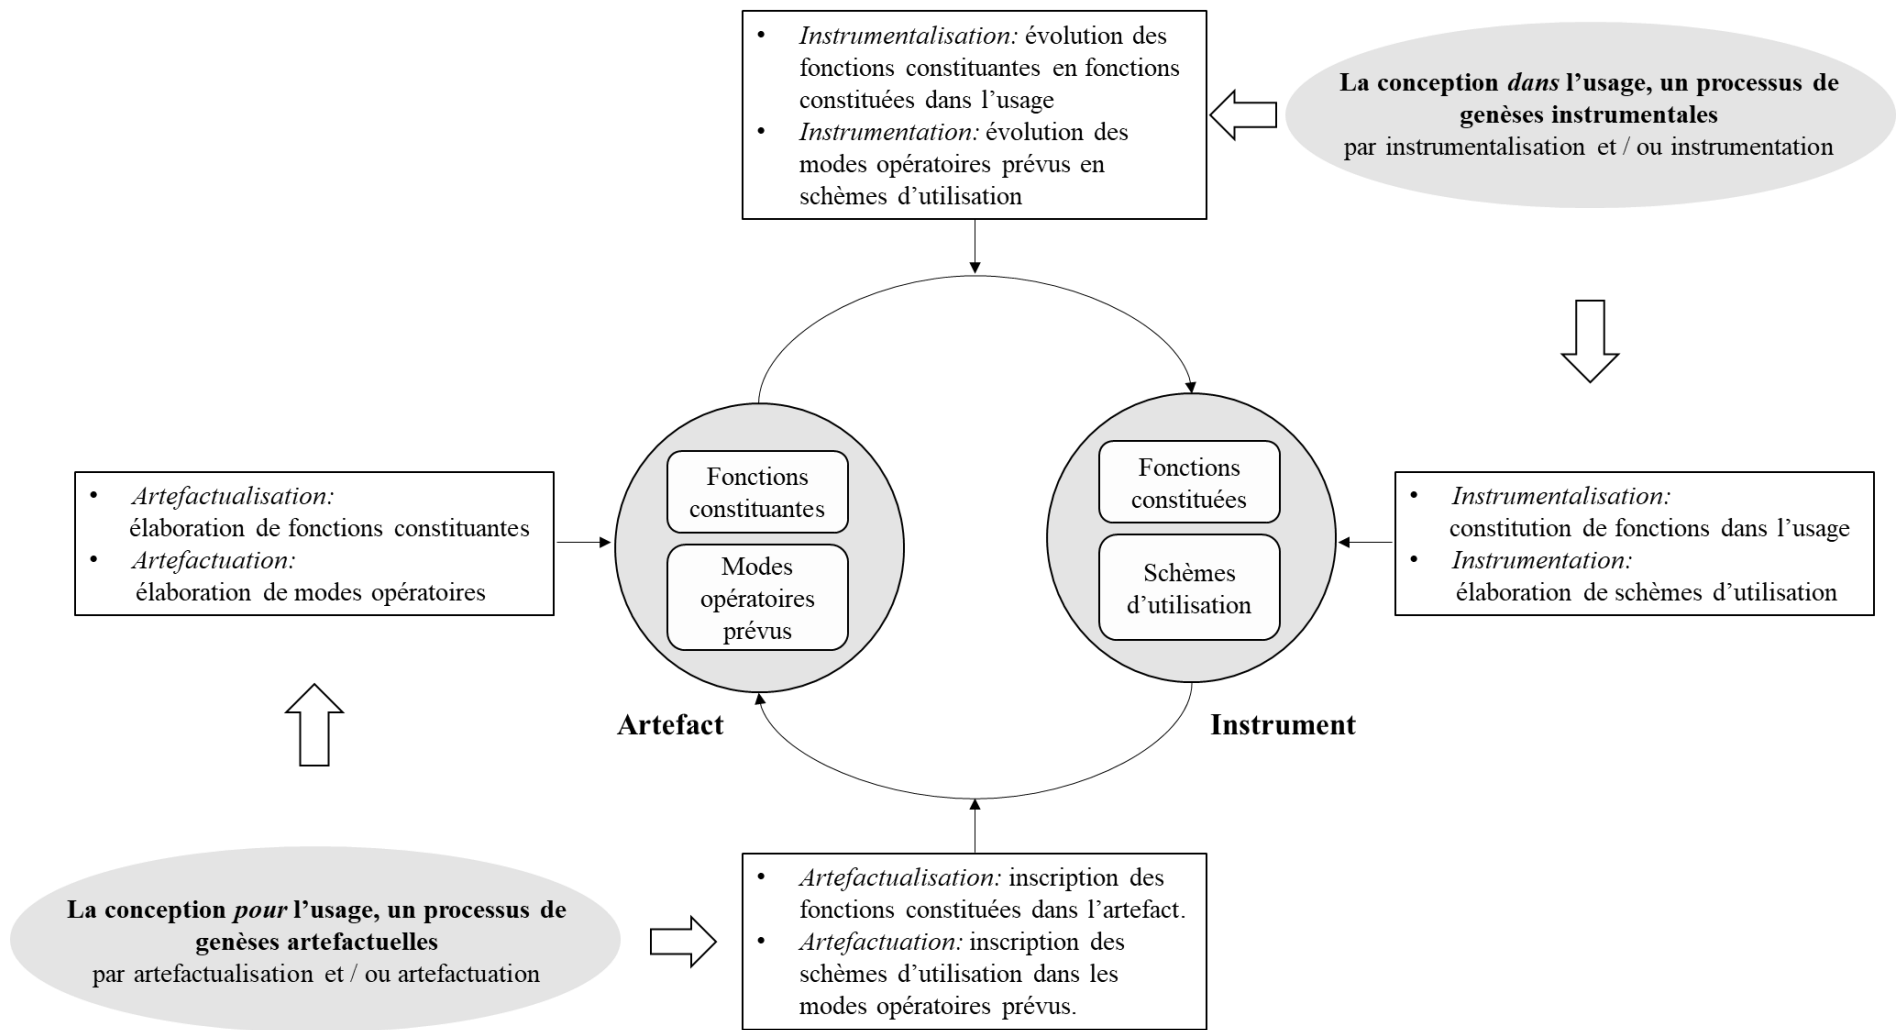 • Instrumentalisation: évolution des
fonctions constituantes en fonctions
constituées dans l’usage
• Instrumentation: évolution des
modes opératoires prévus en
schèmes d’utilisation
La conception dans l’usage, un processus de
genèses instrumentales
par instrumentalisation et / ou instrumentation
• Artefactualisation:
élaboration de fonctions constituantes
• Artefactuation:
élaboration de modes opératoires
Fonctions
constituantes
Modes
opératoires
prévus
Artefact
Fonctions
constituées
Schèmes
d’utilisation
Instrument
• Instrumentalisation:
constitution de fonctions dans l’usage
• Instrumentation:
élaboration de schèmes d’utilisation
La conception pour l’usage, un processus de
genèses artefactuelles
par artefactualisation et / ou artefactuation
• Artefactualisation: inscription des
fonctions constituées dans l’artefact.
• Artefactuation: inscription des
schèmes d’utilisation dans les
modes opératoires prévus.